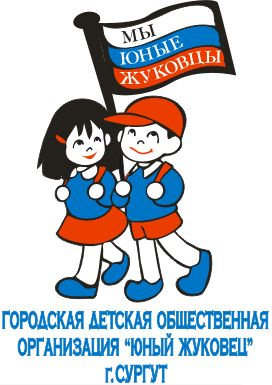 МЫ
ЮНЫЕ
ЖУКОВЦЫ
ГОРОДСКАЯ ДЕТСКАЯ ОБЩЕСТВЕННАЯ
ОРГАНИЗАЦИЯ "ЮНЫЙ ЖУКОВЕЦ"
г.СУРГУТ